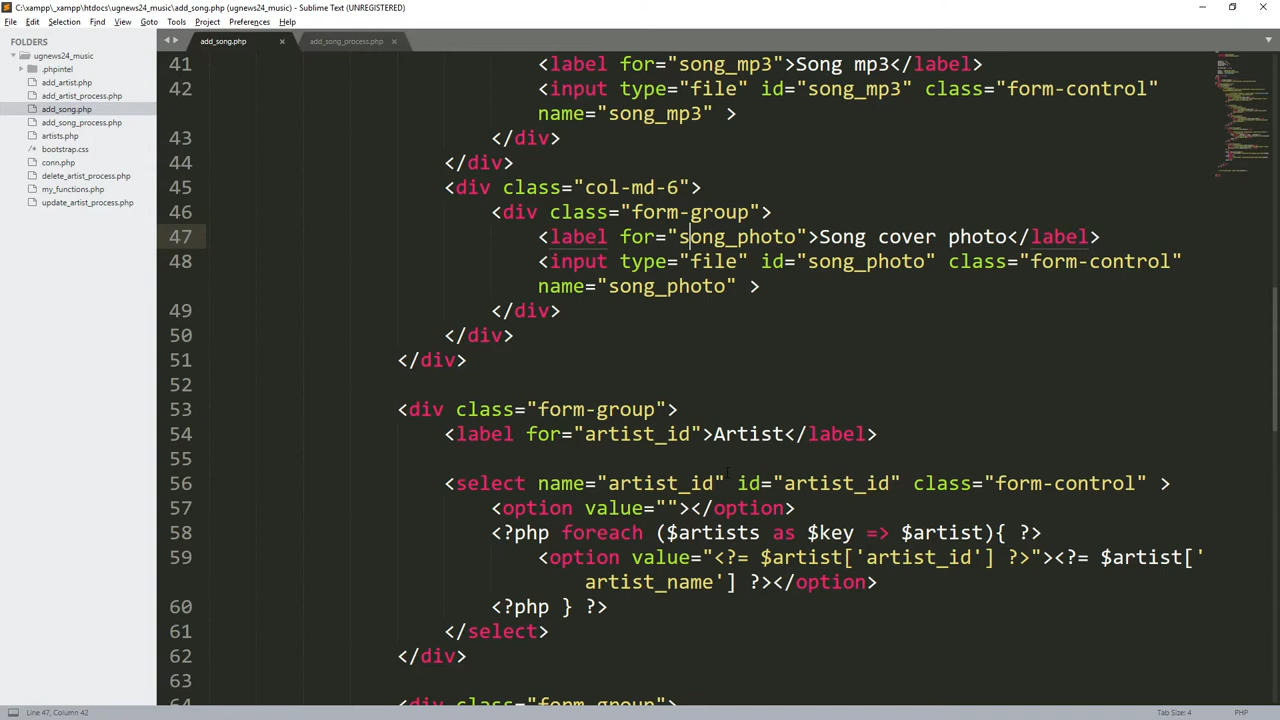 C:\xampp\_xampp\htdocs\ugnews24_music\add_song.php (ugnews24_music) - Sublime Text (UNREGISTERED)
File Edit Selection Find View Goto Tools Project Preferences Help
FOLDERS
ugnews24_music
.phpintel
add_artist.php
add_artist_process.php
add_song.php
add_song_process.php
artists.php
bootstrap.css
conn.php
delete_artist_process.php
my_functions.php
update_artist_process.php
add_song.php add_song_process.php
41 <label for="song_mp3">Song mp3</label>
42 <input type="file" id="song_mp3" class="form-control"
name="song_mp3" >
43 </div>
44 </div>
45 <div class="col-md-6">
46 <div class="form-group">
47 <label for="song_photo">Song cover photo</label>
48 <input type="file" id="song_photo" class="form-control"
name="song_photo" >
49 </div>
50 </div>
51 </div>
52
53 <div class="form-group">
54 <label for="artist_id">Artist</label>
55
56 <select name="artist_id" id="artist_id" class="form-control" >
57 <option value=""></option>
58 <?php foreach ($artists as $key => $artist){ ?>
59 <option value="<?= $artist['artist_id'] ?>"><?= $artist['
artist_name'] ?></option>
60 <?php } ?>
61 </select>
62 </div>
63
64 <div class="form-group">
Line 47, Column 42 Tab Size: 4 PHP